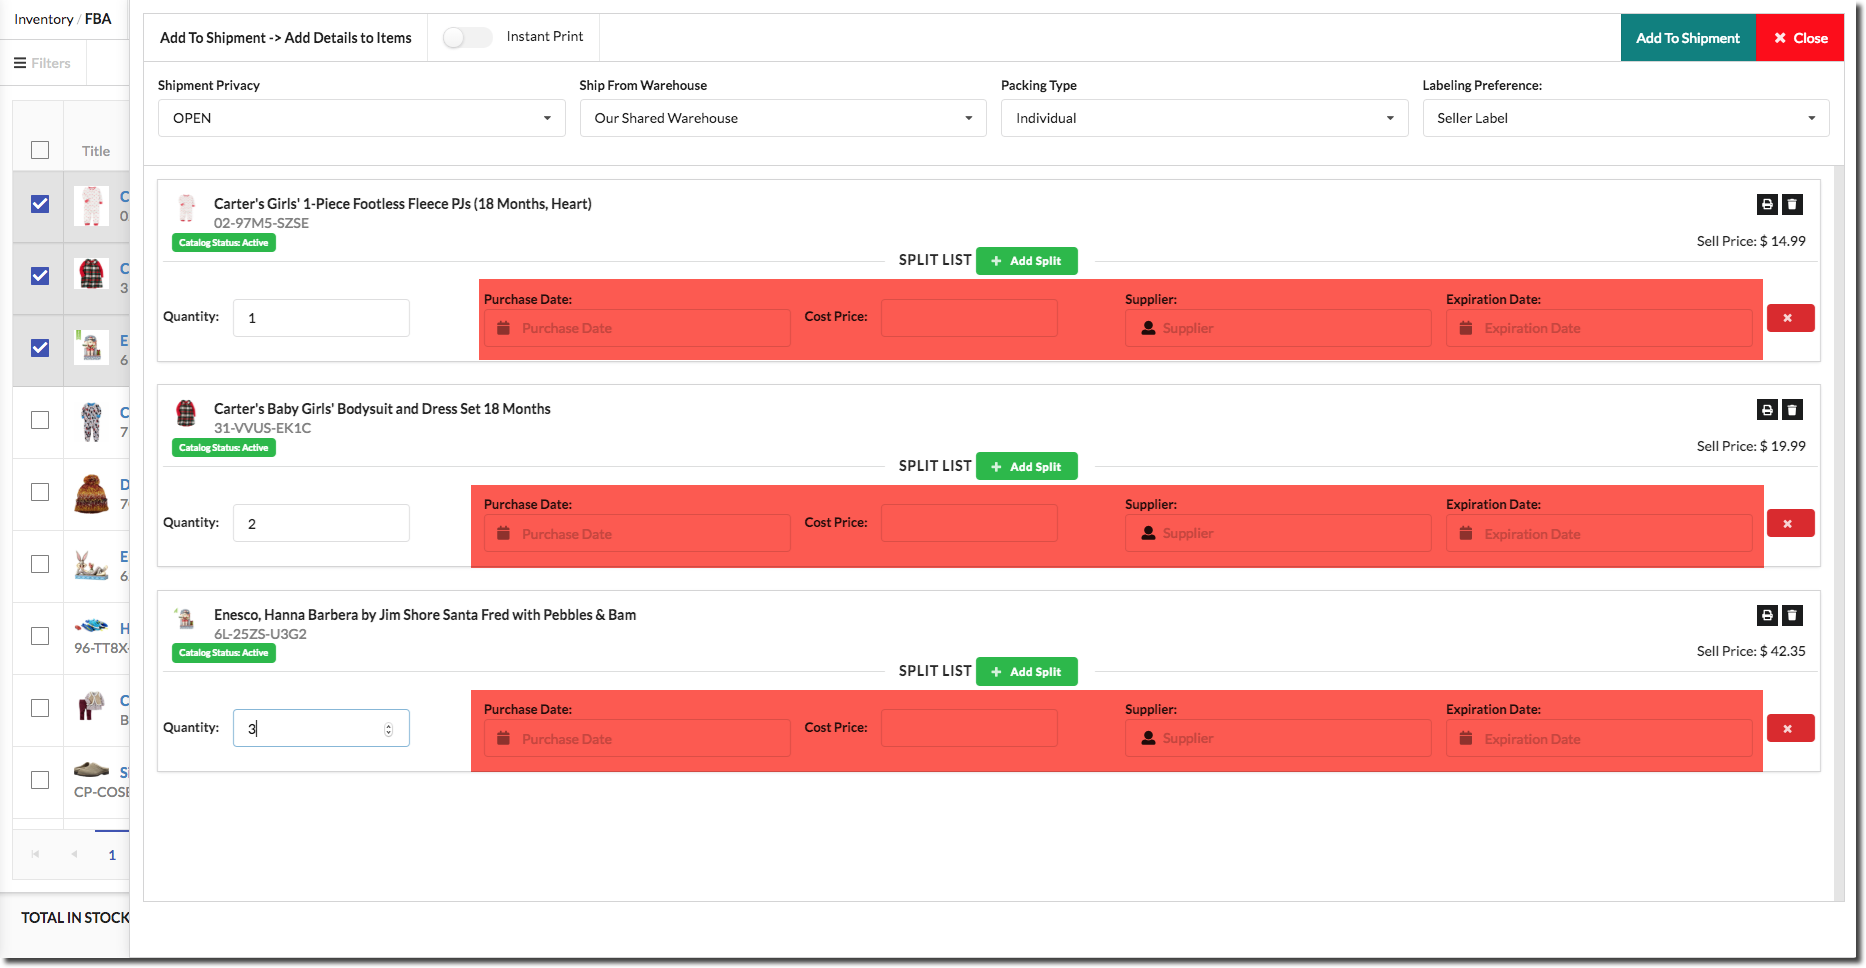 Inventory / FBA
Filters
Title
C
0
C
3
E
6
C
7
D
7
E
6
H
96-TT8X-
C
B
Si
CP-COSE
1
TOTAL IN STOCK
Add To Shipment -> Add Details to Items
Instant Print
Add To Shipment
Close
Shipment Privacy
OPEN
Ship From Warehouse
Our Shared Warehouse
Packing Type
Individual
Labeling Preference:
Seller Label
Carter's Girls' 1-Piece Footless Fleece PJs (18 Months, Heart)
02-97M5-SZSE
Catalog Status: Active
Sell Price: $ 14.99
SPLIT LIST
+ Add Split
Quantity:
1
Purchase Date:
Purchase Date
Cost Price:
Supplier:
Supplier
Expiration Date:
Expiration Date
Carter's Baby Girls' Bodysuit and Dress Set 18 Months
31-VVUS-EK1C
Catalog Status: Active
Sell Price: $ 19.99
SPLIT LIST
+ Add Split
Quantity:
2
Purchase Date:
Purchase Date
Cost Price:
Supplier:
Supplier
Expiration Date:
Expiration Date
Enesco, Hanna Barbera by Jim Shore Santa Fred with Pebbles & Bam
6L-25ZS-U3G2
Catalog Status: Active
Sell Price: $ 42.35
SPLIT LIST
+ Add Split
Quantity:
3
Purchase Date:
Purchase Date
Cost Price:
Supplier:
Supplier
Expiration Date:
Expiration Date